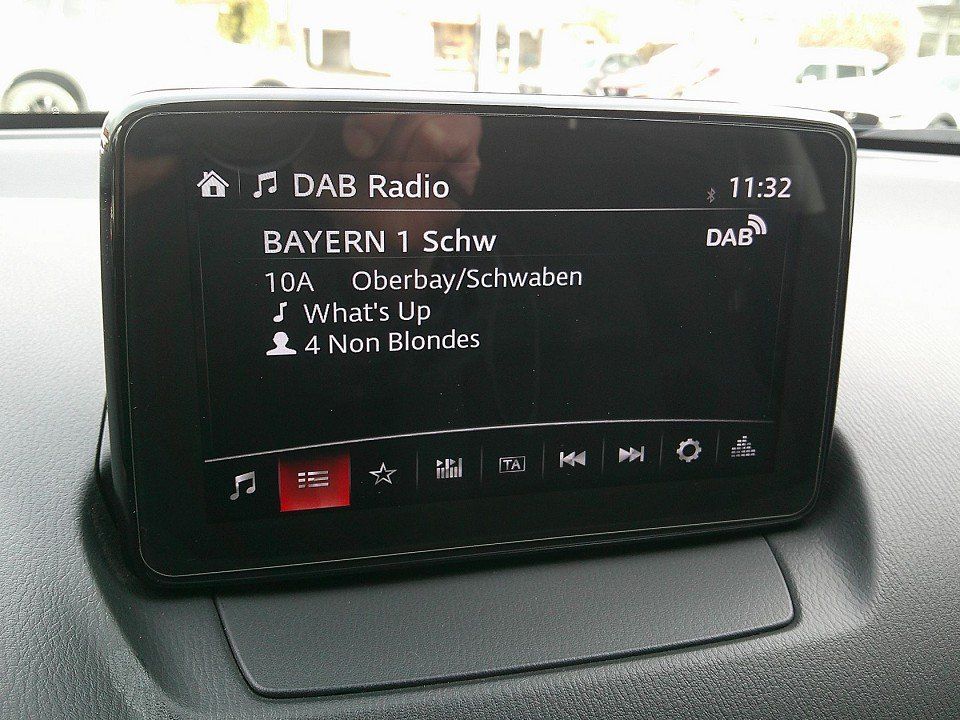 DAB Radio 11:32
BAYERN 1 Schw DAB
10A Oberbay/Schwaben
What's Up
4 Non Blondes
TA